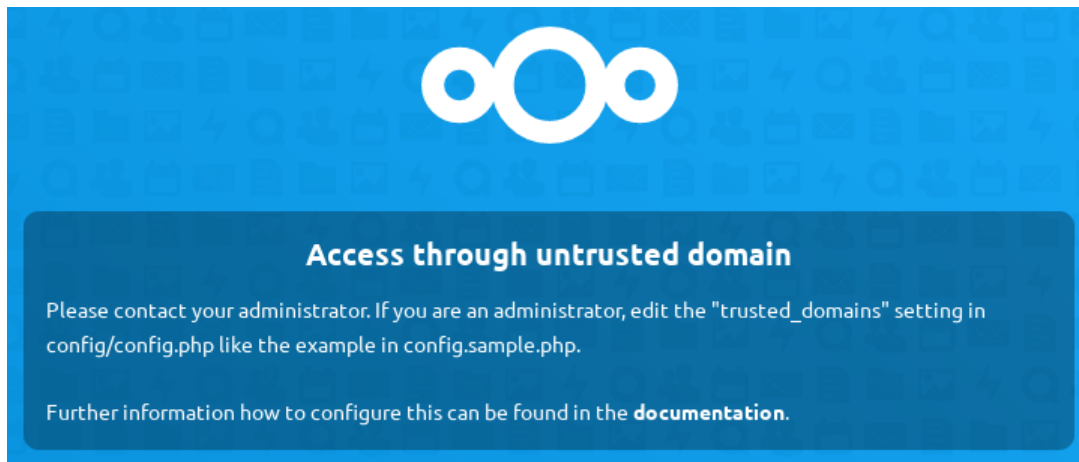 Access through untrusted domain
Please contact your administrator. If you are an administrator, edit the "trusted_domains" setting in
config/config.php like the example in config.sample.php.
Further information how to configure this can be found in the documentation.